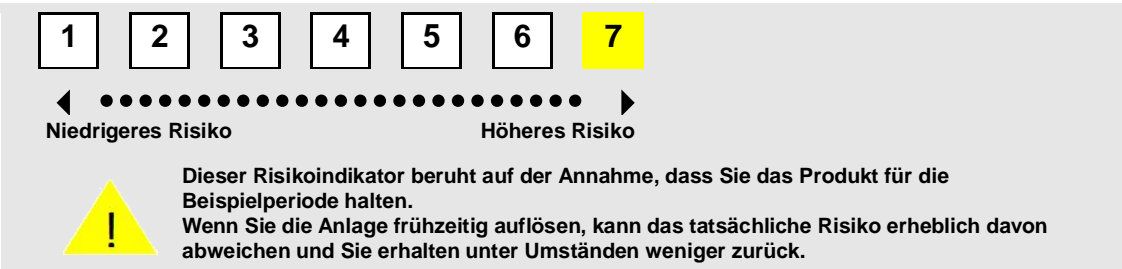 1 2 3 4 5 6 7
Niedrigeres Risiko Höheres Risiko
!
Dieser Risikoindikator beruht auf der Annahme, dass Sie das Produkt für die
Beispielperiode halten.
Wenn Sie die Anlage frühzeitig auflösen, kann das tatsächliche Risiko erheblich davon
abweichen und Sie erhalten unter Umständen weniger zurück.